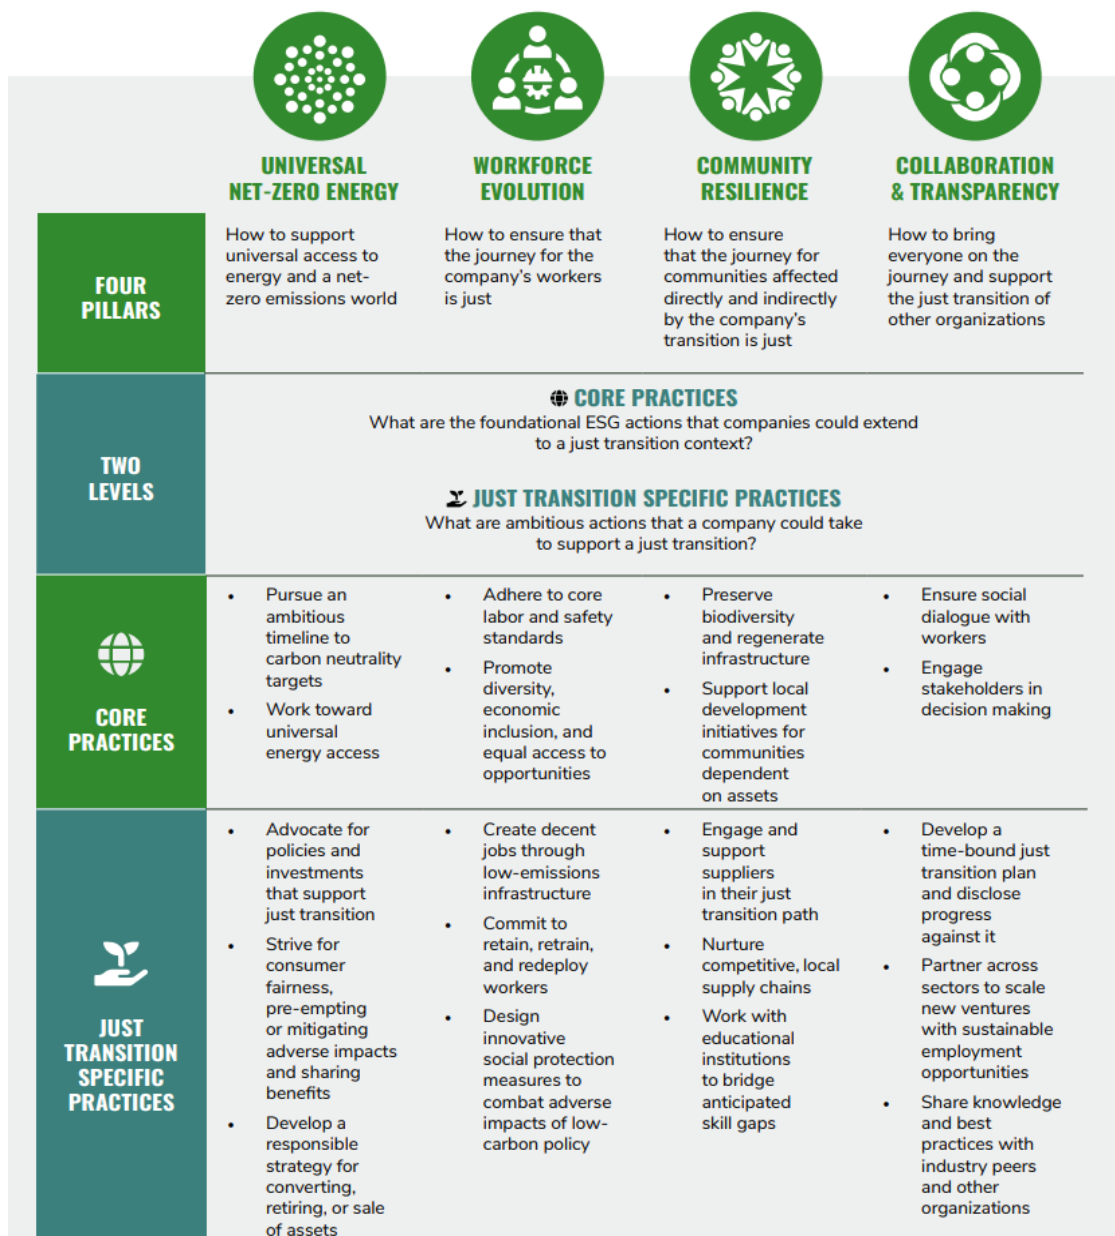 UNIVERSAL
NET-ZERO ENERGY
WORKFORCE
EVOLUTION
COMMUNITY
RESILIENCE
COLLABORATION
& TRANSPARENCY
FOUR
PILLARS
How to support
universal access to
energy and a net-
zero emissions world
How to ensure that
the journey for the
company's workers
is just
How to ensure
that the journey for
communities affected
directly and indirectly
by the company's
transition is just
How to bring
everyone on the
journey and support
the just transition of
other organizations
TWO
LEVELS
CORE PRACTICES
What are the foundational ESG actions that companies could extend
to a just transition context?
JUST TRANSITION SPECIFIC PRACTICES
What are ambitious actions that a company could take
to support a just transition?
CORE
PRACTICES
• Pursue an
ambitious
timeline to
carbon neutrality
targets
• Work toward
universal
energy access
• Adhere to core
labor and safety
standards
• Promote
diversity,
economic
inclusion, and
equal access to
opportunities
• Preserve
biodiversity
and regenerate
infrastructure
• Support local
development
initiatives for
communities
dependent
on assets
• Ensure social
dialogue with
workers
• Engage
stakeholders in
decision making
JUST
TRANSITION
SPECIFIC
PRACTICES
• Advocate for
policies and
investments
that support
just transition
• Strive for
consumer
fairness,
pre-empting
or mitigating
adverse impacts
and sharing
benefits
• Develop a
responsible
strategy for
converting,
retiring, or sale
of assets
• Create decent
jobs through
low-emissions
infrastructure
• Commit to
retain, retrain,
and redeploy
workers
• Design
innovative
social protection
measures to
combat adverse
impacts of low-
carbon policy
• Engage and
support
suppliers
in their just
transition path
• Nurture
competitive, local
supply chains
• Work with
educational
institutions
to bridge
anticipated
skill gaps
• Develop a
time-bound just
transition plan
and disclose
progress
against it
• Partner across
sectors to scale
new ventures
with sustainable
employment
opportunities
• Share knowledge
and best
practices with
industry peers
and other
organizations